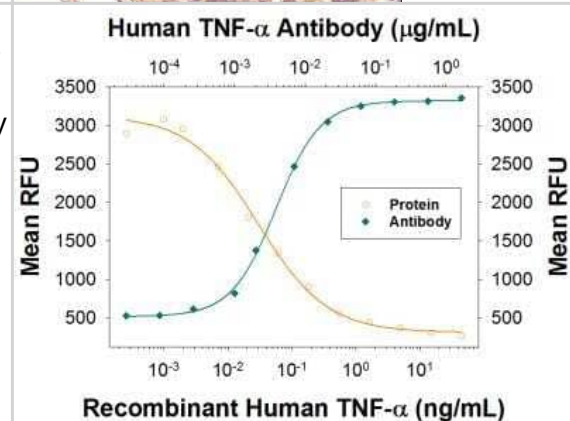 Human TNF-α Antibody (µg/mL)
10⁻⁴ 10⁻³ 10⁻² 10⁻¹ 10⁰
3500 3500
3000 3000
2500 2500
2000 2000
1500 1500
1000 1000
500 500
Mean RFU
Mean RFU
Protein
Antibody
10⁻³ 10⁻² 10⁻¹ 10⁰ 10¹
Recombinant Human TNF-α (ng/mL)